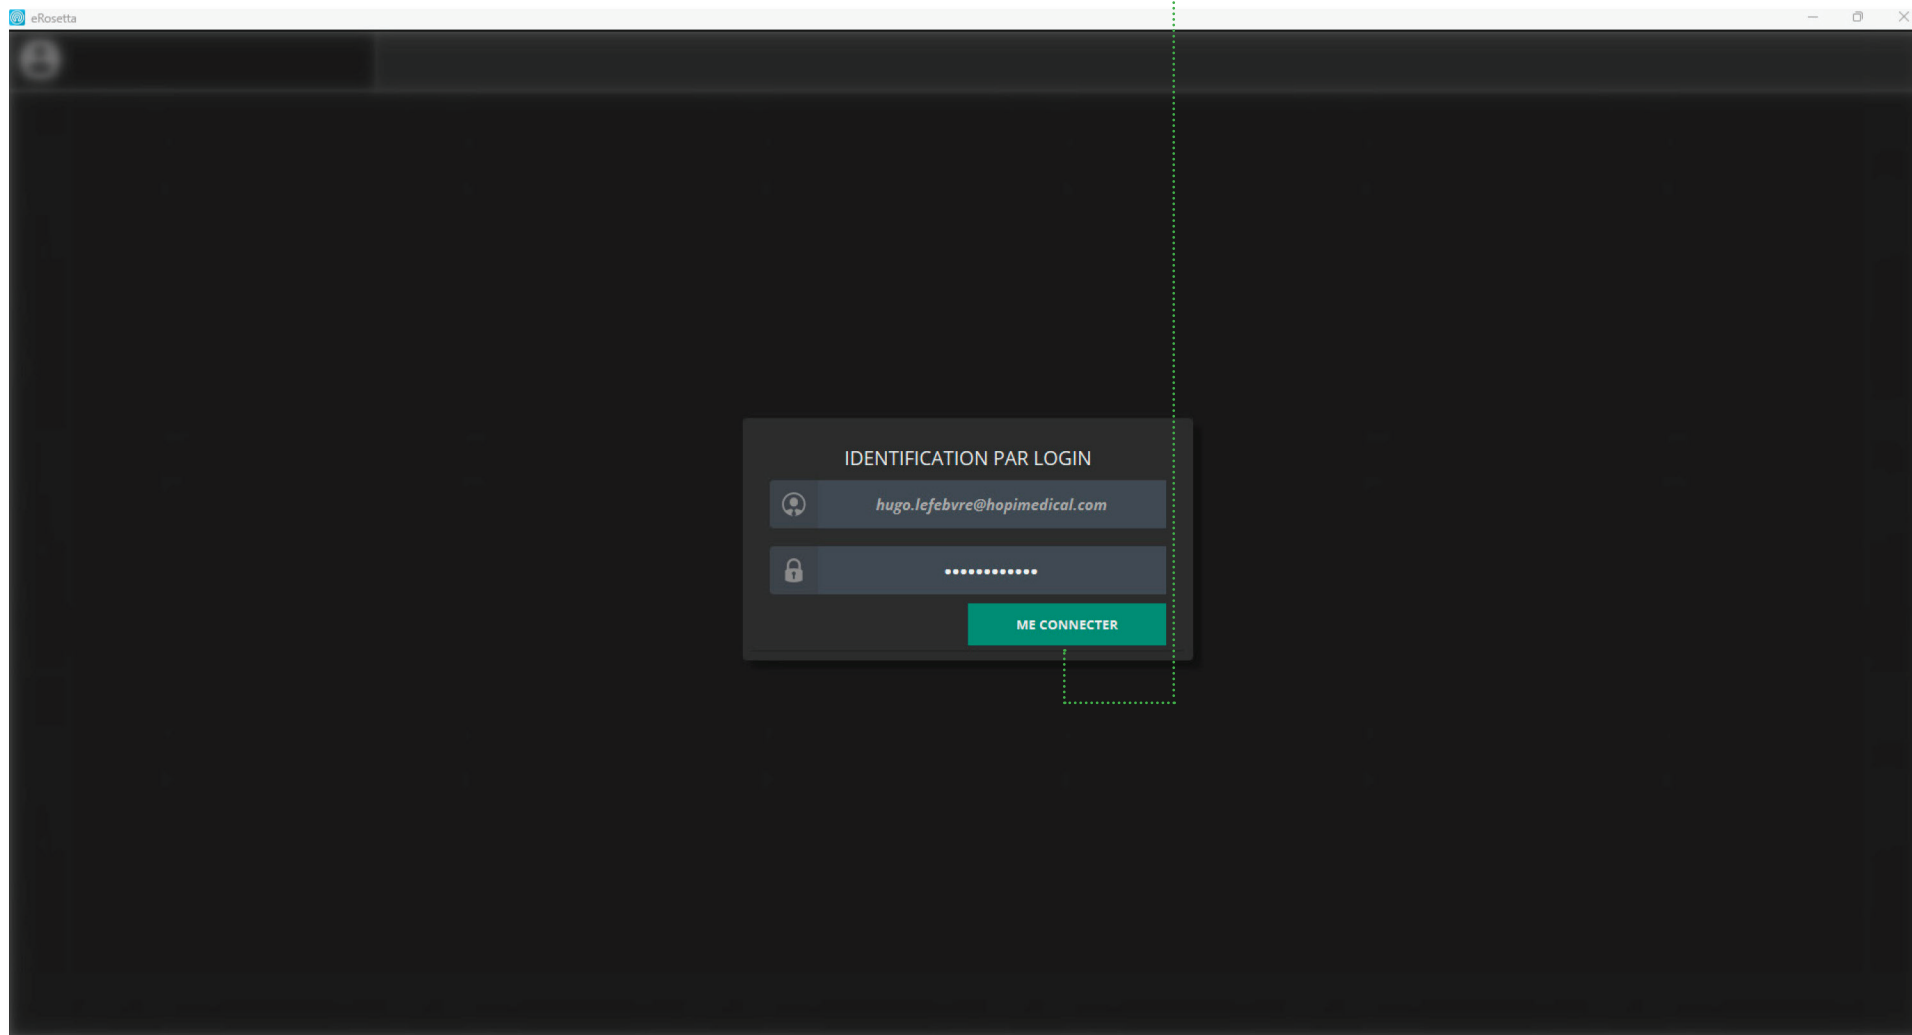 eRosetta
IDENTIFICATION PAR LOGIN
hugo.lefebvre@hopimedical.com
••••••••••••
ME CONNECTER